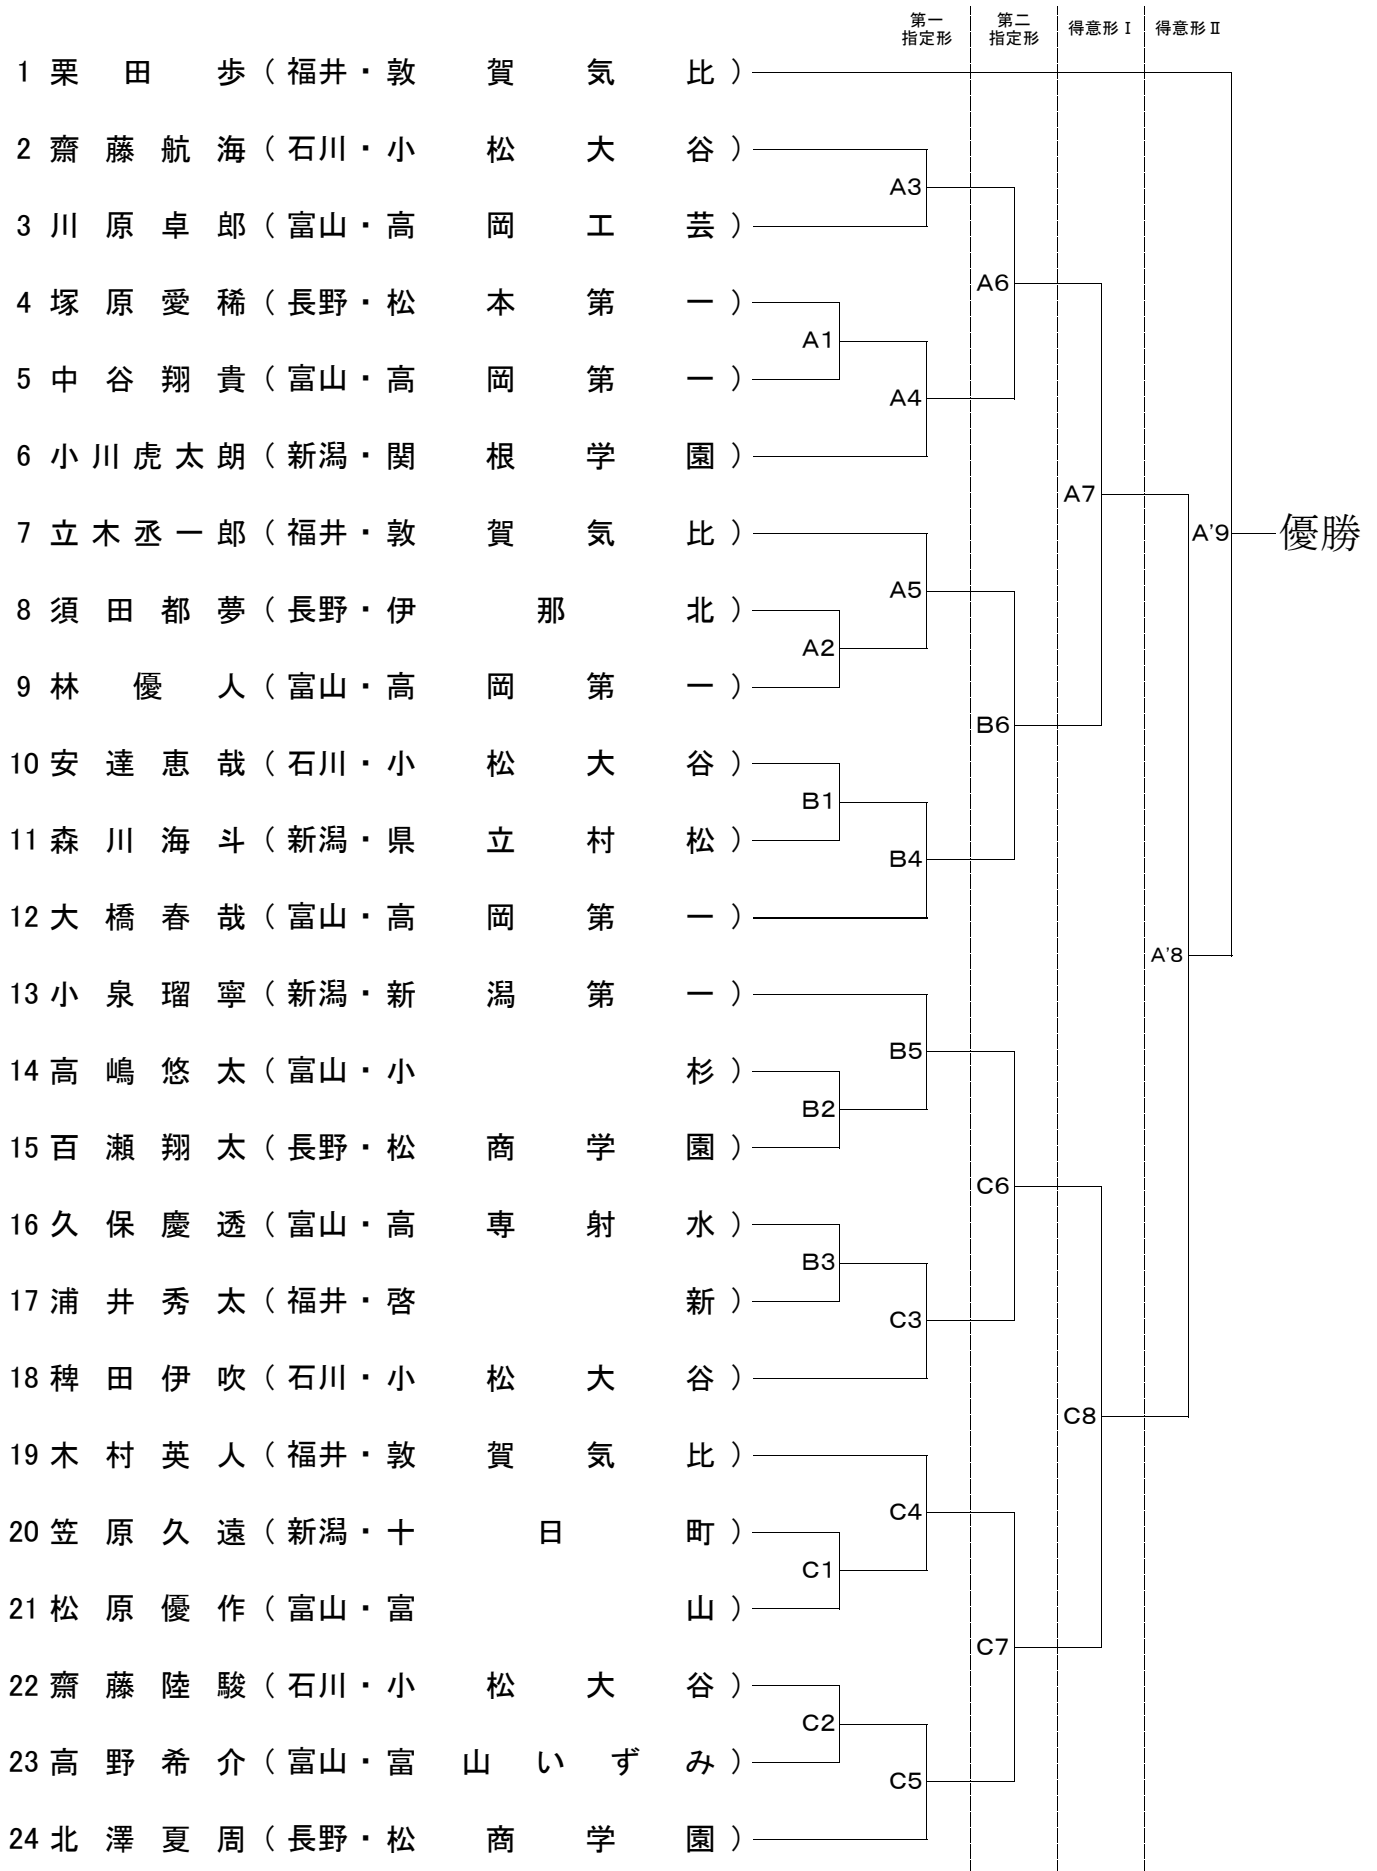 第一 第二 得意形Ⅰ 得意形Ⅱ
指定形 指定形
1 栗田歩(福井・敦賀気比)
2 齋藤航海(石川・小松大谷)
A3
3 川原卓郎(富山・高岡工芸)
A6
4 塚原愛稀(長野・松本第一)
A1
5 中谷翔貴(富山・高岡第一)
A4
6 小川虎太朗(新潟・関根学園)
A7
7 立木丞一郎(福井・敦賀気比)
A'9 優勝
A5
8 須田都夢(長野・伊那北)
A2
9 林優人(富山・高岡第一)
B6
10 安達恵哉(石川・小松大谷)
B1
11 森川海斗(新潟・県立村松)
B4
12 大橋春哉(富山・高岡第一)
A'8
13 小泉瑠寧(新潟・新潟第一)
B5
14 高嶋悠太(富山・小杉)
B2
15 百瀬翔太(長野・松商学園)
C6
16 久保慶透(富山・高専射水)
B3
17 浦井秀太(福井・啓新)
C3
18 稗田伊吹(石川・小松大谷)
C8
19 木村英人(福井・敦賀気比)
C4
20 笠原久遠(新潟・十日町)
C1
21 松原優作(富山・富山)
C7
22 齋藤陸駿(石川・小松大谷)
C2
23 高野希介(富山・富山いずみ)
C5
24 北澤夏周(長野・松商学園)